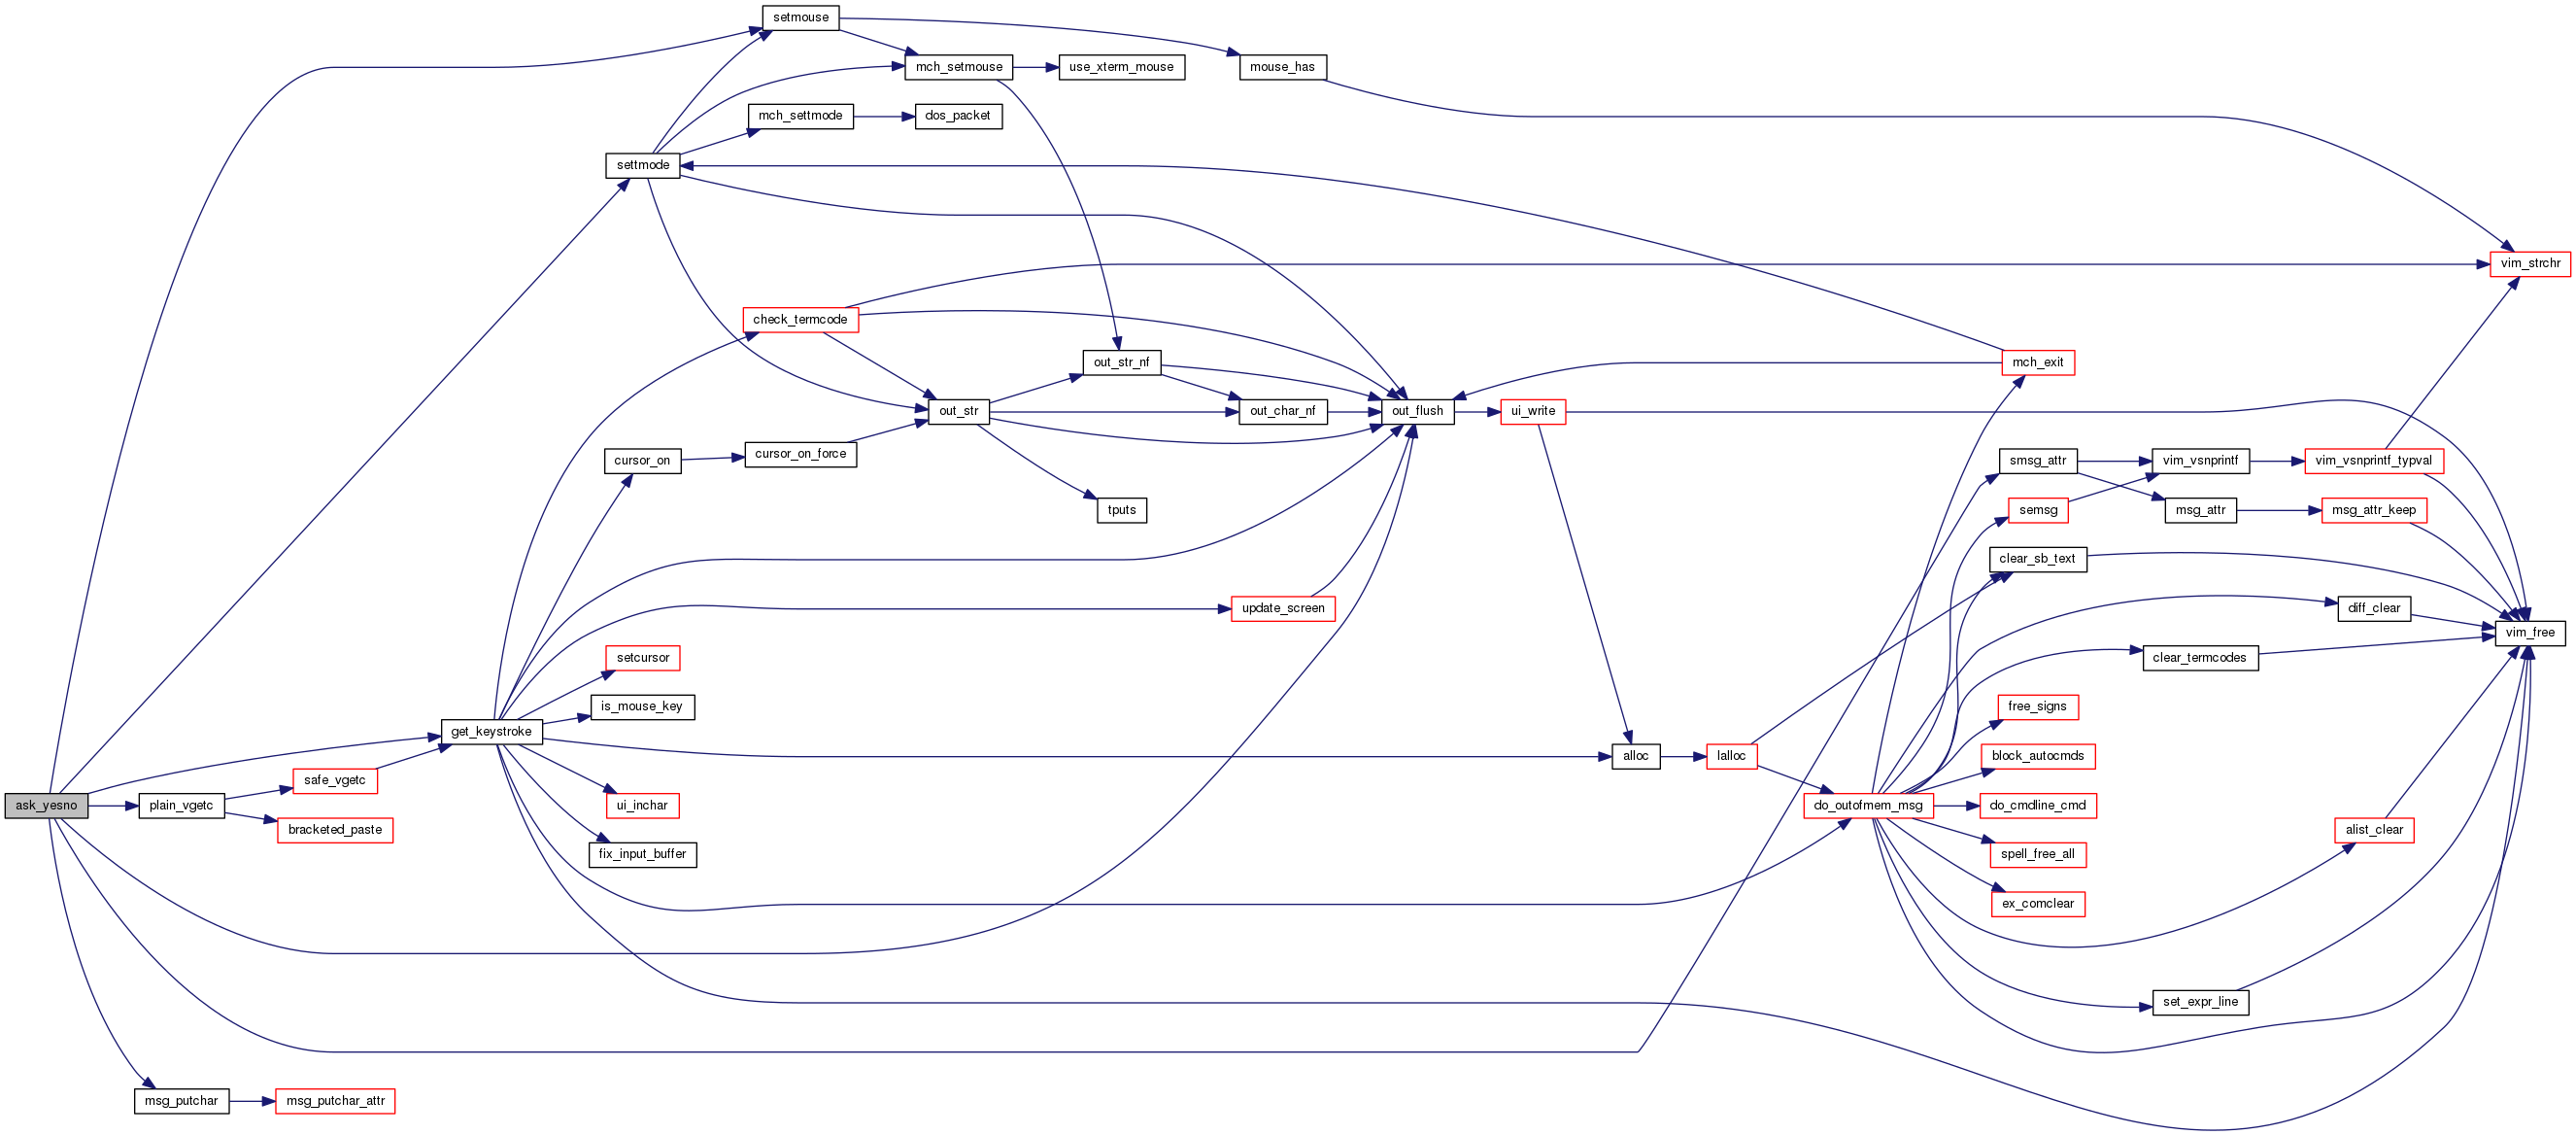 setmouse
mch_setmouse
use_xterm_mouse
mouse_has
mch_settmode
dos_packet
settmode
vim_strchr
check_termcode
out_str_nf
mch_exit
out_str
out_char_nf
out_flush
ui_write
cursor_on
cursor_on_force
smsg_attr
vim_vsnprintf
vim_vsnprintf_typval
tputs
semsg
msg_attr
msg_attr_keep
clear_sb_text
update_screen
diff_clear
vim_free
setcursor
clear_termcodes
is_mouse_key
free_signs
get_keystroke
alloc
lalloc
block_autocmds
safe_vgetc
ask_yesno
plain_vgetc
ui_inchar
do_outofmem_msg
do_cmdline_cmd
bracketed_paste
alist_clear
fix_input_buffer
spell_free_all
ex_comclear
set_expr_line
msg_putchar
msg_putchar_attr